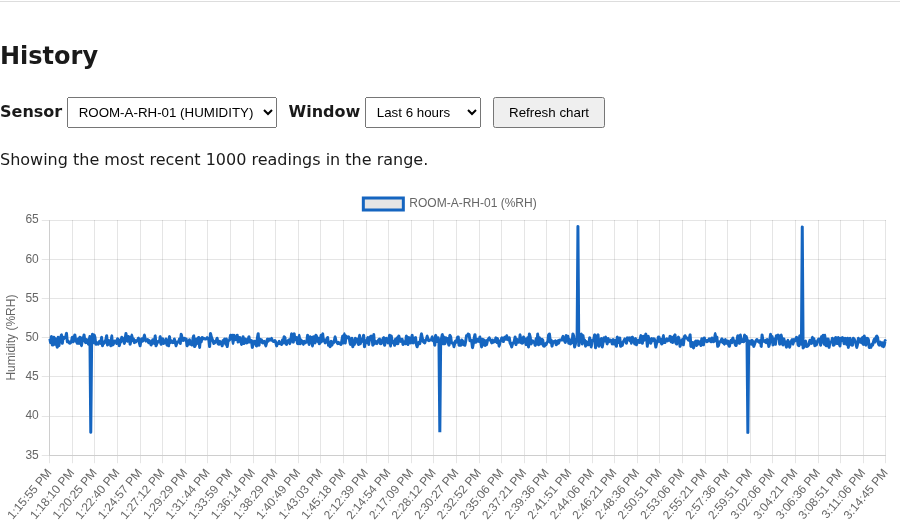 History
Sensor ROOM-A-RH-01 (HUMIDITY) Window Last 6 hours Refresh chart
Showing the most recent 1000 readings in the range.
ROOM-A-RH-01 (%RH)
Humidity (%RH)
65
60
55
50
45
40
35
1:15:55 PM
1:18:10 PM
1:20:25 PM
1:22:40 PM
1:24:57 PM
1:27:12 PM
1:29:29 PM
1:31:44 PM
1:33:59 PM
1:36:14 PM
1:38:29 PM
1:40:49 PM
1:43:03 PM
1:45:18 PM
2:12:39 PM
2:14:54 PM
2:17:09 PM
2:28:12 PM
2:30:27 PM
2:32:52 PM
2:35:06 PM
2:37:21 PM
2:39:36 PM
2:41:51 PM
2:44:06 PM
2:46:21 PM
2:48:36 PM
2:50:51 PM
2:53:06 PM
2:55:21 PM
2:57:36 PM
2:59:51 PM
3:02:06 PM
3:04:21 PM
3:06:36 PM
3:08:51 PM
3:11:06 PM
3:14:45 PM